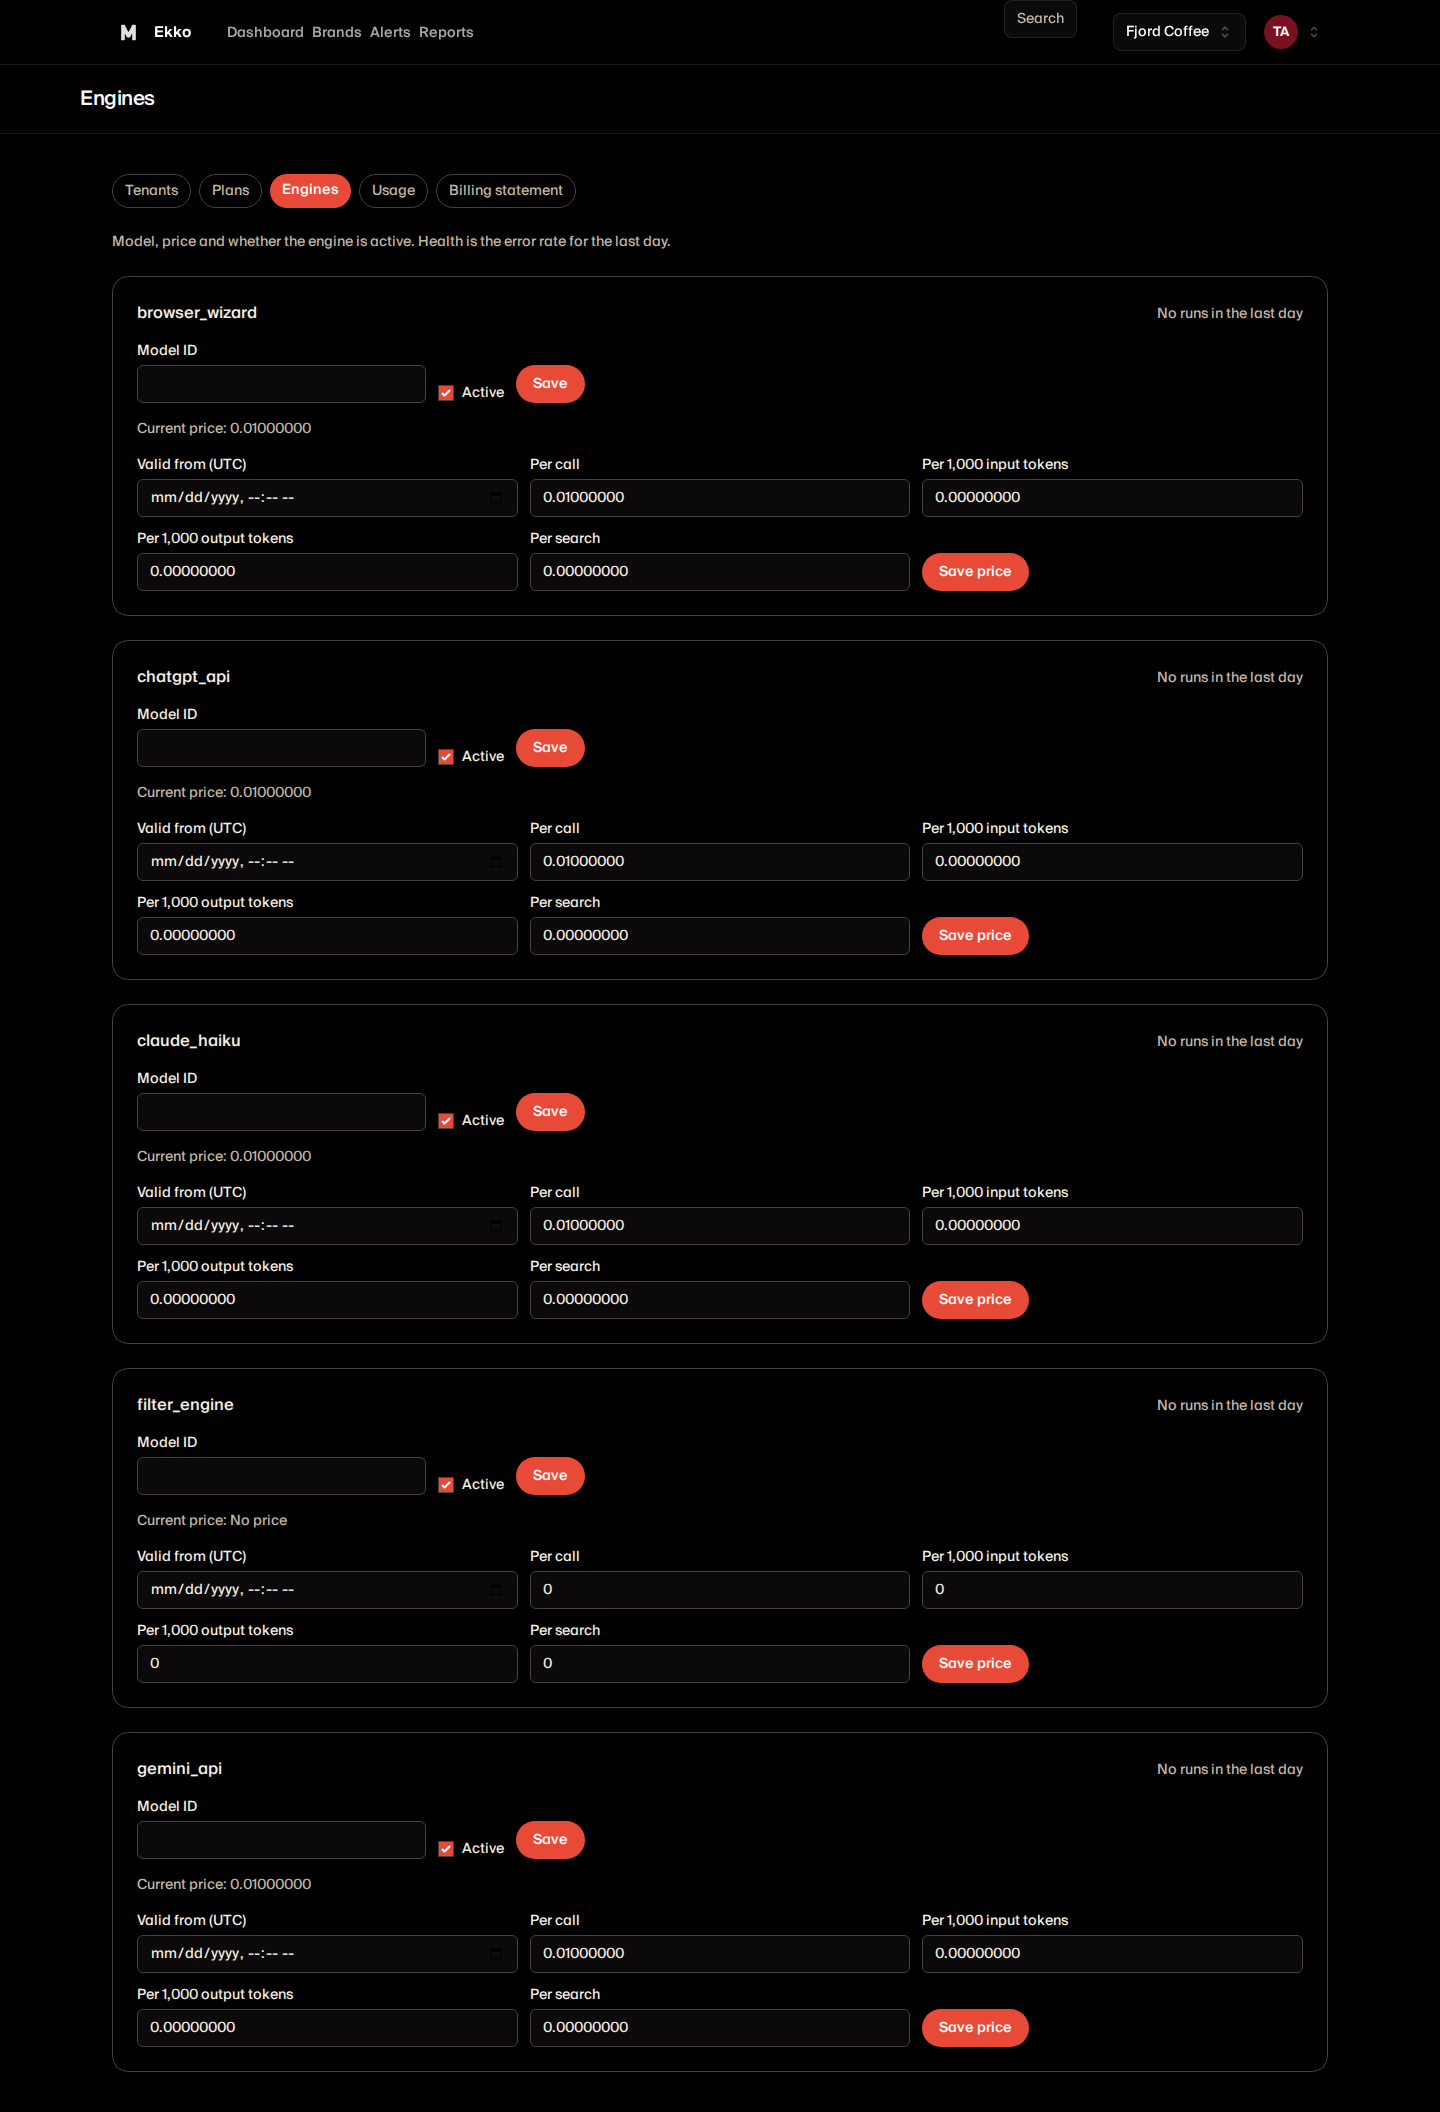 M Ekko Dashboard Brands Alerts Reports Search Fjord Coffee TA
Engines
Tenants Plans Engines Usage Billing statement
Model, price and whether the engine is active. Health is the error rate for the last day.
browser_wizard No runs in the last day
Model ID
Active Save
Current price: 0.01000000
Valid from (UTC) Per call Per 1,000 input tokens
mm/dd/yyyy, --:-- -- 0.01000000 0.00000000
Per 1,000 output tokens Per search
0.00000000 0.00000000 Save price
chatgpt_api No runs in the last day
Model ID
Active Save
Current price: 0.01000000
Valid from (UTC) Per call Per 1,000 input tokens
mm/dd/yyyy, --:-- -- 0.01000000 0.00000000
Per 1,000 output tokens Per search
0.00000000 0.00000000 Save price
claude_haiku No runs in the last day
Model ID
Active Save
Current price: 0.01000000
Valid from (UTC) Per call Per 1,000 input tokens
mm/dd/yyyy, --:-- -- 0.01000000 0.00000000
Per 1,000 output tokens Per search
0.00000000 0.00000000 Save price
filter_engine No runs in the last day
Model ID
Active Save
Current price: No price
Valid from (UTC) Per call Per 1,000 input tokens
mm/dd/yyyy, --:-- -- 0 0
Per 1,000 output tokens Per search
0 0 Save price
gemini_api No runs in the last day
Model ID
Active Save
Current price: 0.01000000
Valid from (UTC) Per call Per 1,000 input tokens
mm/dd/yyyy, --:-- -- 0.01000000 0.00000000
Per 1,000 output tokens Per search
0.00000000 0.00000000 Save price